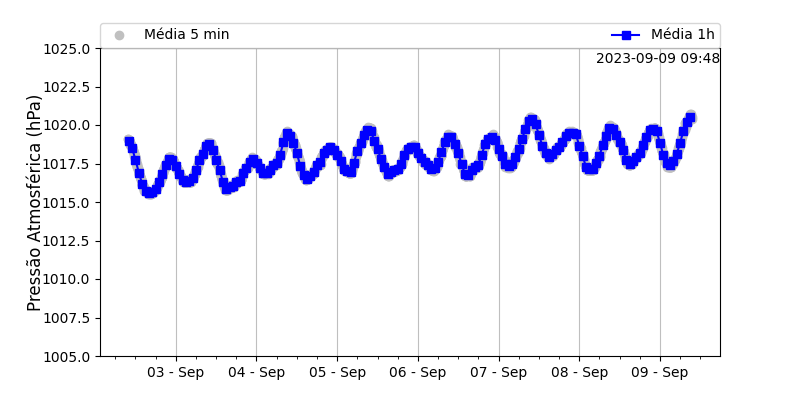 Média 5 min
Média 1h
2023-09-09 09:48
Pressão Atmosférica (hPa)
1025.0
1022.5
1020.0
1017.5
1015.0
1012.5
1010.0
1007.5
1005.0
03 - Sep
04 - Sep
05 - Sep
06 - Sep
07 - Sep
08 - Sep
09 - Sep